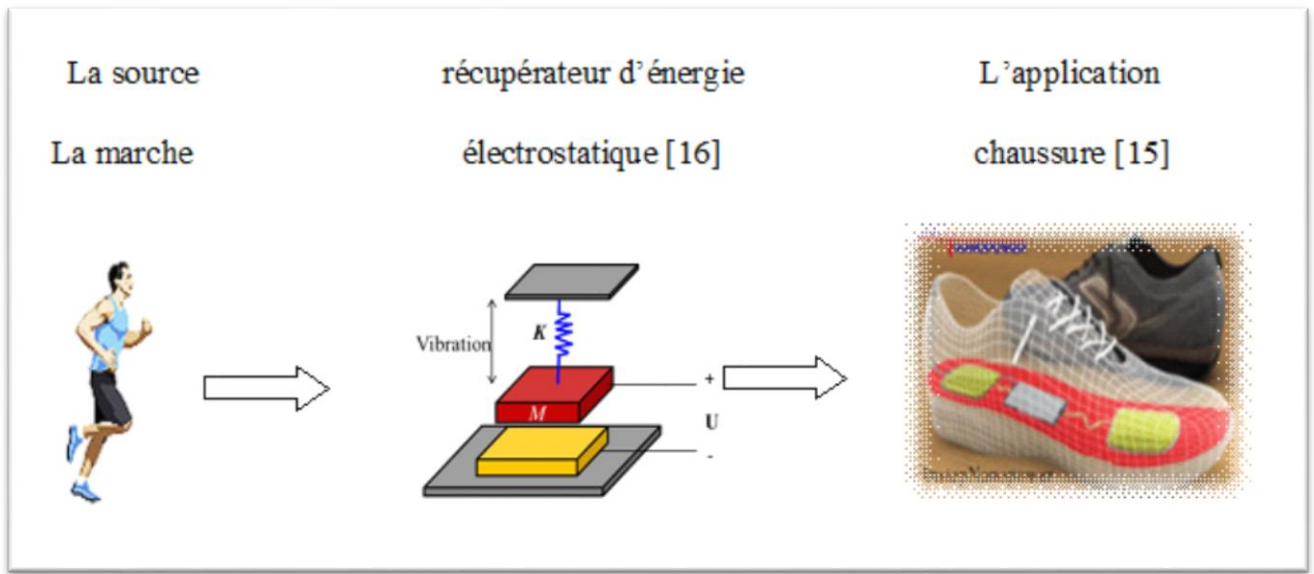 La source
La marche
récupérateur d'énergie
électrostatique [16]
L'application
chaussure [15]
Vibration
K
M
+
U
-